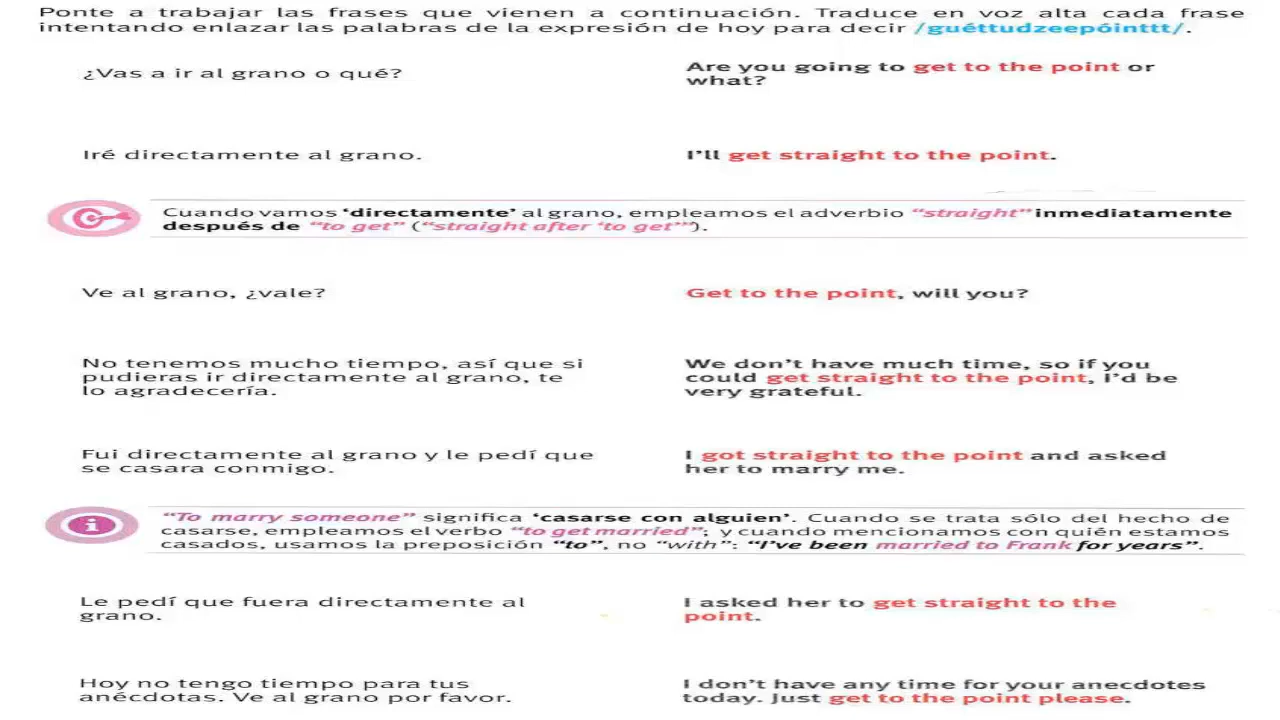 Ponte a trabajar las frases que vienen a continuación. Traduce en voz alta cada frase
intentando enlazar las palabras de la expresión de hoy para decir /guéttudzeepóinttt/.
¿Vas a ir al grano o qué?
Are you going to get to the point or
what?
Iré directamente al grano.
I'll get straight to the point.
Cuando vamos ‘directamente’ al grano, empleamos el adverbio “straight” inmediatamente
después de “to get” (“straight after ‘to get’”).
Ve al grano, ¿vale?
Get to the point, will you?
No tenemos mucho tiempo, así que si
pudieras ir directamente al grano, te
lo agradecería.
We don't have much time, so if you
could get straight to the point, I'd be
very grateful.
Fui directamente al grano y le pedí que
se casara conmigo.
I got straight to the point and asked
her to marry me.
“To marry someone” significa ‘casarse con alguien’. Cuando se trata sólo del hecho de
casarse, empleamos el verbo “to get married”; y cuando mencionamos con quién estamos
casados, usamos la preposición “to”, no “with”: “I've been married to Frank for years”.
Le pedí que fuera directamente al
grano.
I asked her to get straight to the
point.
Hoy no tengo tiempo para tus
anécdotas. Ve al grano por favor.
I don't have any time for your anecdotes
today. Just get to the point please.